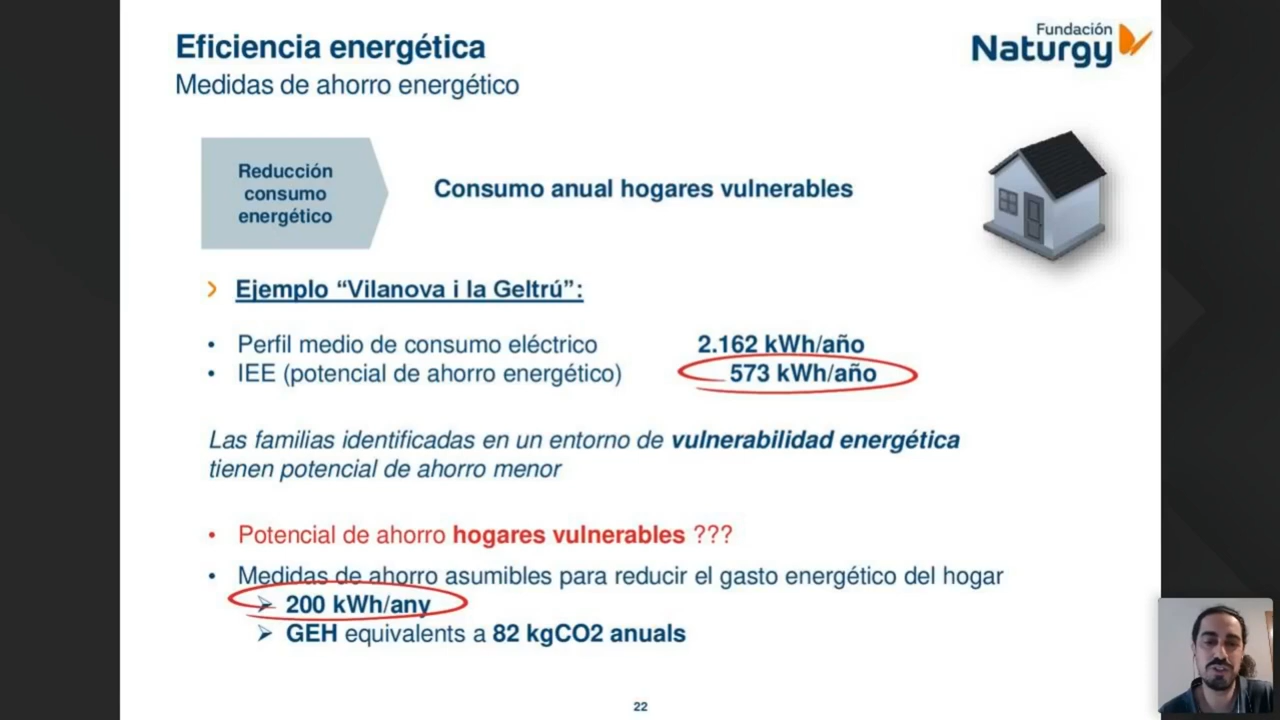 Eficiencia energética
Medidas de ahorro energético
Fundación
Naturgy
Reducción
consumo
energético
Consumo anual hogares vulnerables
Ejemplo “Vilanova i la Geltrú”:
• Perfil medio de consumo eléctrico 2.162 kWh/año
• IEE (potencial de ahorro energético) 573 kWh/año
Las familias identificadas en un entorno de vulnerabilidad energética
tienen potencial de ahorro menor
• Potencial de ahorro hogares vulnerables ???
• Medidas de ahorro asumibles para reducir el gasto energético del hogar
200 kWh/any
GEH equivalents a 82 kgCO2 anuals
22